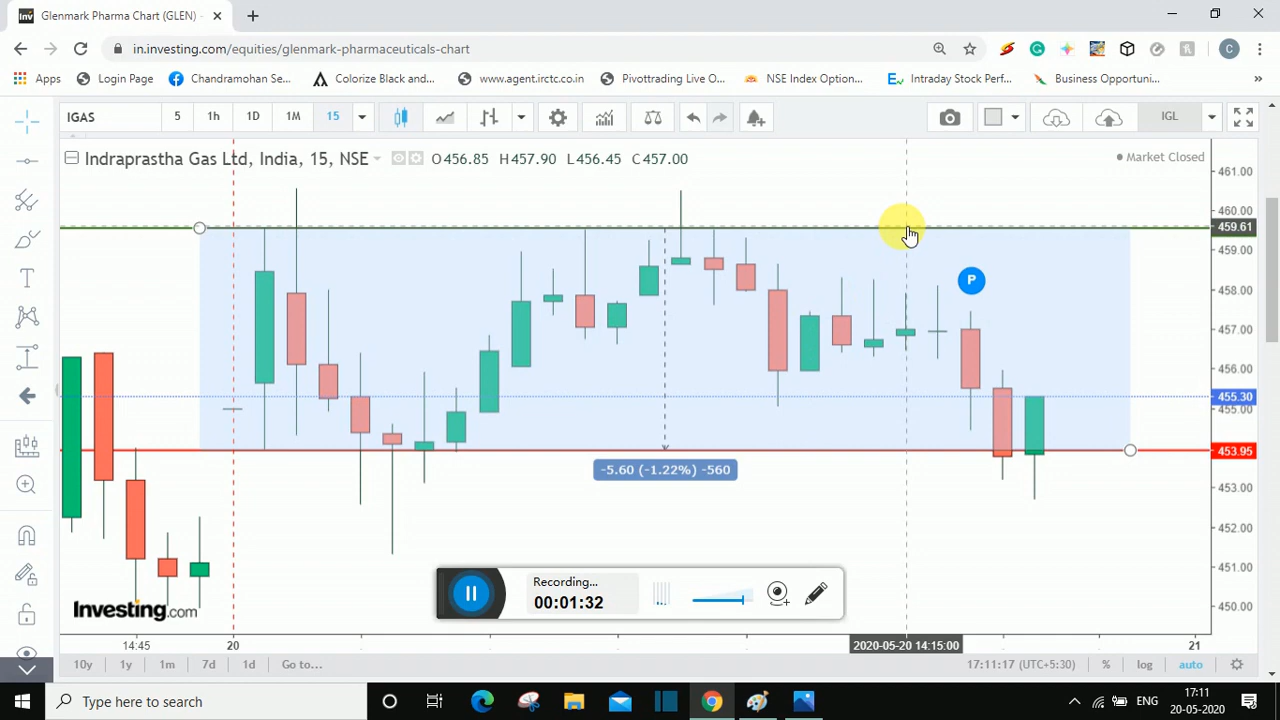 Inv Glenmark Pharma Chart (GLEN) -
in.investing.com/equities/glenmark-pharmaceuticals-chart
C
Apps Login Page Chandramohan Se... Colorize Black and... www.agent.irctc.co.in Pivottrading Live O... NSE Index Option... Intraday Stock Perf... Business Opportuni... »
IGAS 5 1h 1D 1M 15 IGL
Indraprastha Gas Ltd, India, 15, NSE O456.85 H457.90 L456.45 C457.00 Market Closed
461.00
460.00
459.61
459.00
458.00
P
457.00
456.00
455.30
455.00
453.95
-5.60 (-1.22%) -560
453.00
452.00
451.00
450.00
Recording...
00:01:32
Investing.com
14:45 20 2020-05-20 14:15:00 21
10y 1y 1m 7d 1d Go to... 17:11:17 (UTC+5:30) % log auto
Type here to search ENG 17:11
20-05-2020